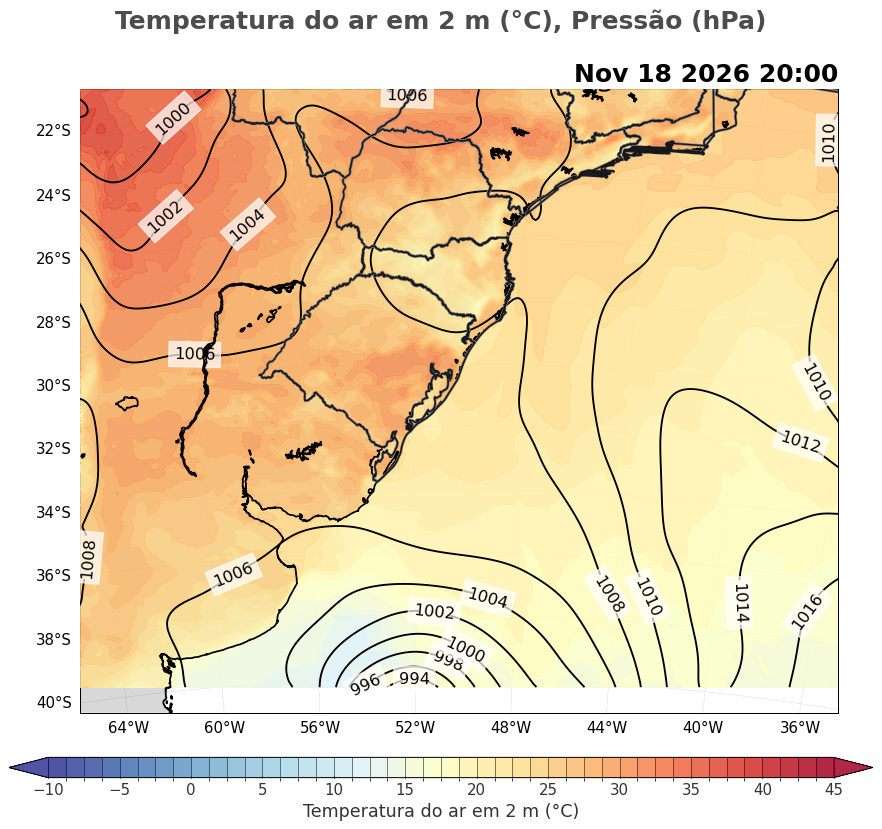 Temperatura do ar em 2 m (°C), Pressão (hPa)
Nov 18 2026 20:00
1006
1000
1010
22°S
24°S
1002
1004
26°S
28°S
1006
30°S
1010
1012
32°S
34°S
1008
1006
36°S
1004
1008
1010
1014
1016
1002
38°S
1000
998
996
994
40°S
64°W 60°W 56°W 52°W 48°W 44°W 40°W 36°W
−10 −5 0 5 10 15 20 25 30 35 40 45
Temperatura do ar em 2 m (°C)